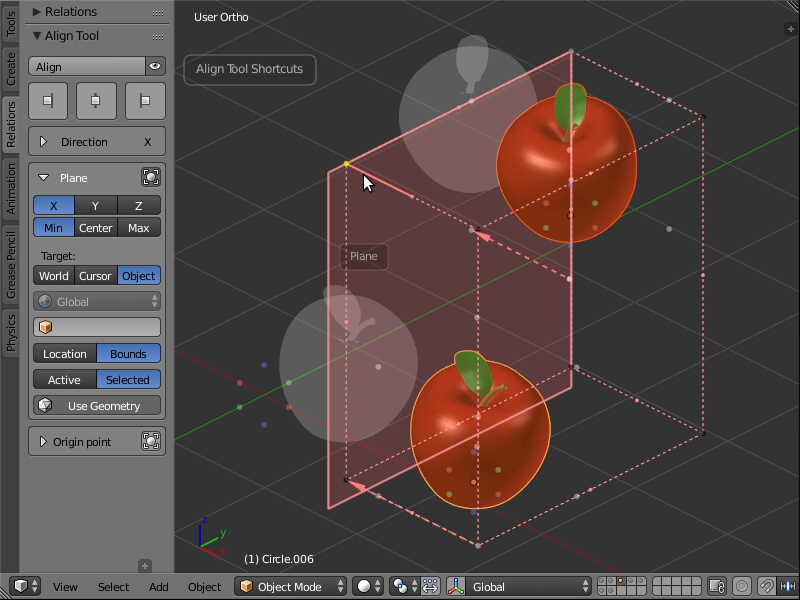 Tools
Create
Relations
Animation
Grease Pencil
Physics
Relations
Align Tool
Align
Direction X
Plane
X Y Z
Min Center Max
Target:
World Cursor Object
Global
Location Bounds
Active Selected
Use Geometry
Origin point
User Ortho
Align Tool Shortcuts
Plane
z
y
x
(1) Circle.006
View Select Add Object Object Mode Global